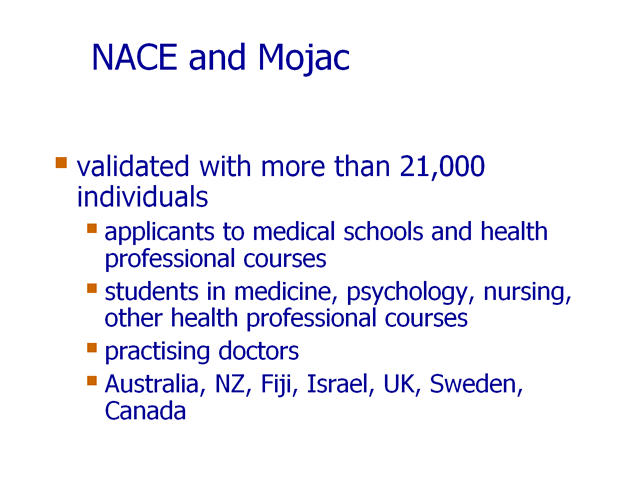 NACE and Mojac
validated with more than 21,000
individuals
applicants to medical schools and health
professional courses
students in medicine, psychology, nursing,
other health professional courses
practising doctors
Australia, NZ, Fiji, Israel, UK, Sweden,
Canada